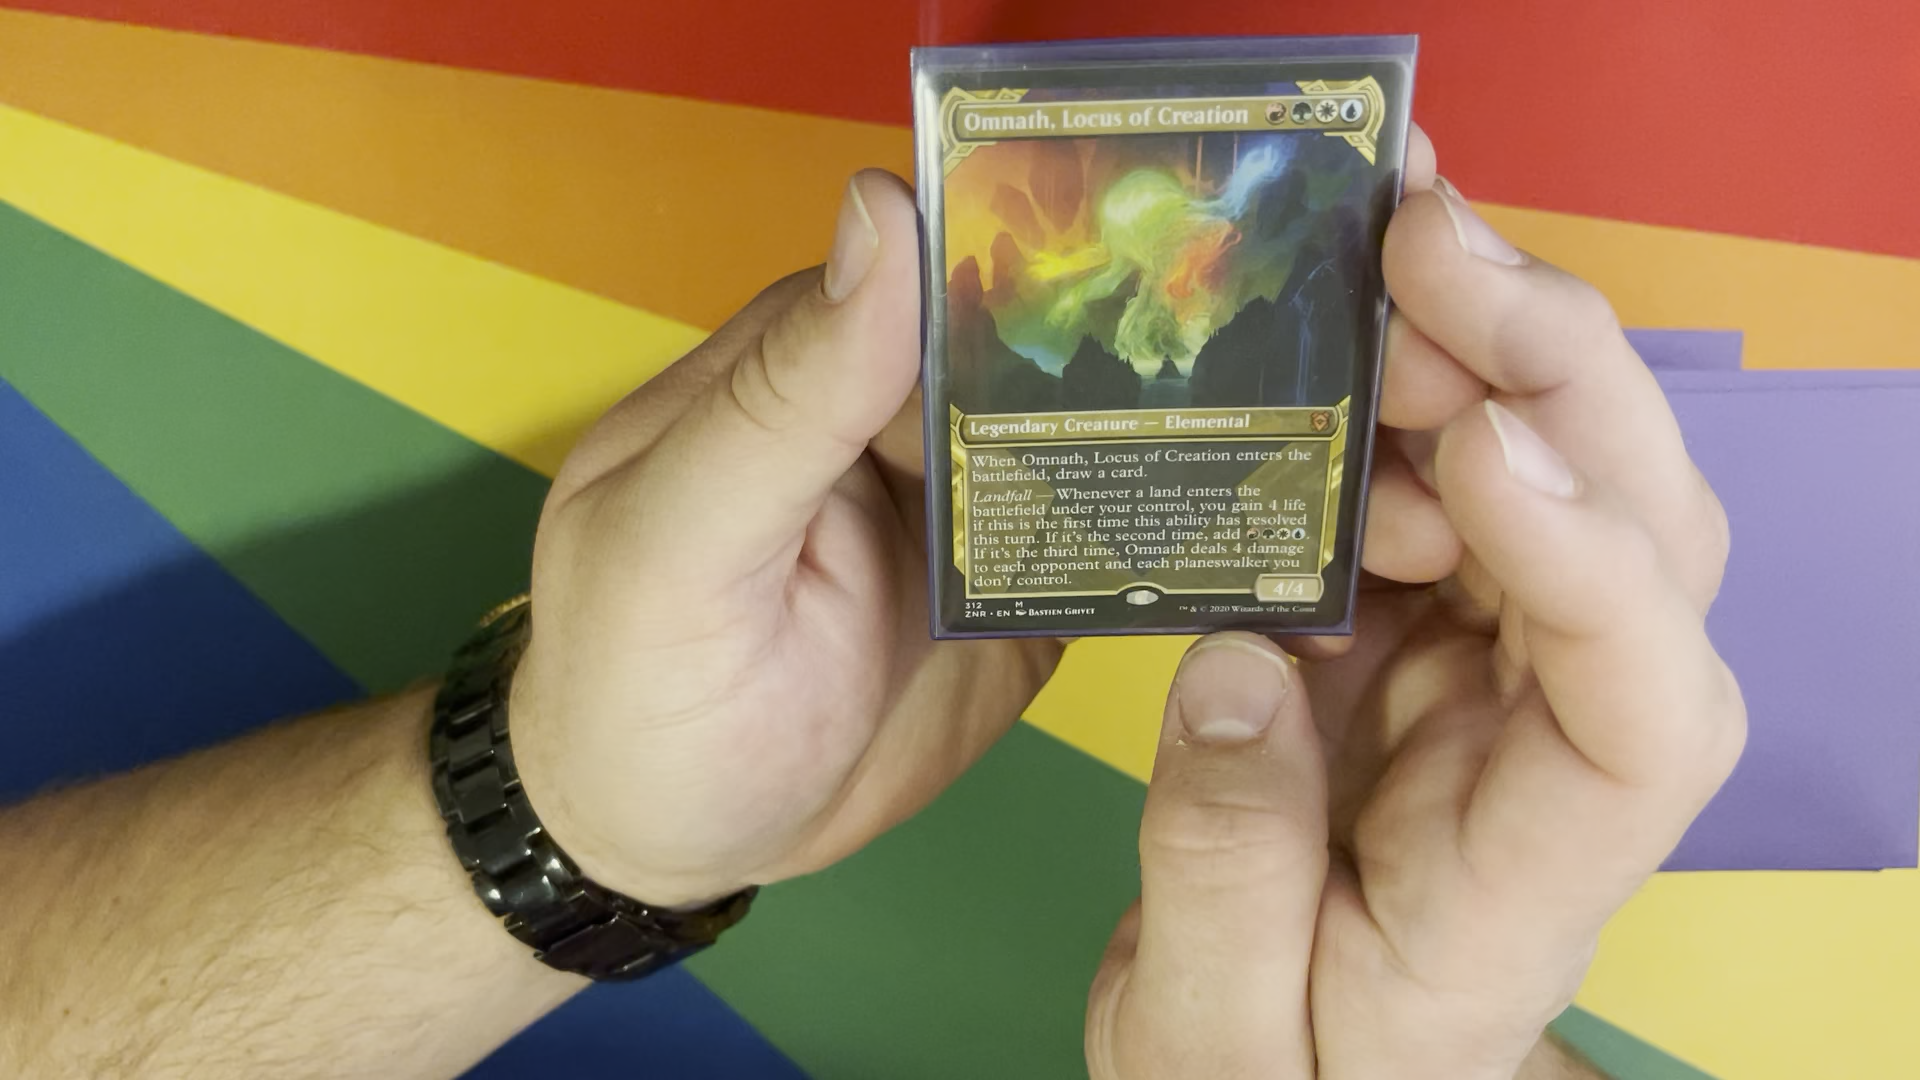 Omnath, Locus of Creation
Legendary Creature — Elemental
When Omnath, Locus of Creation enters the
battlefield, draw a card.
Landfall — Whenever a land enters the
battlefield under your control, you gain 4 life
if this is the first time this ability has resolved
this turn. If it's the second time, add .
If it's the third time, Omnath deals 4 damage
to each opponent and each planeswalker you
don't control.
4/4
312 M
ZNR • EN Bastien Grivet
™ & © 2020 Wizards of the Coast